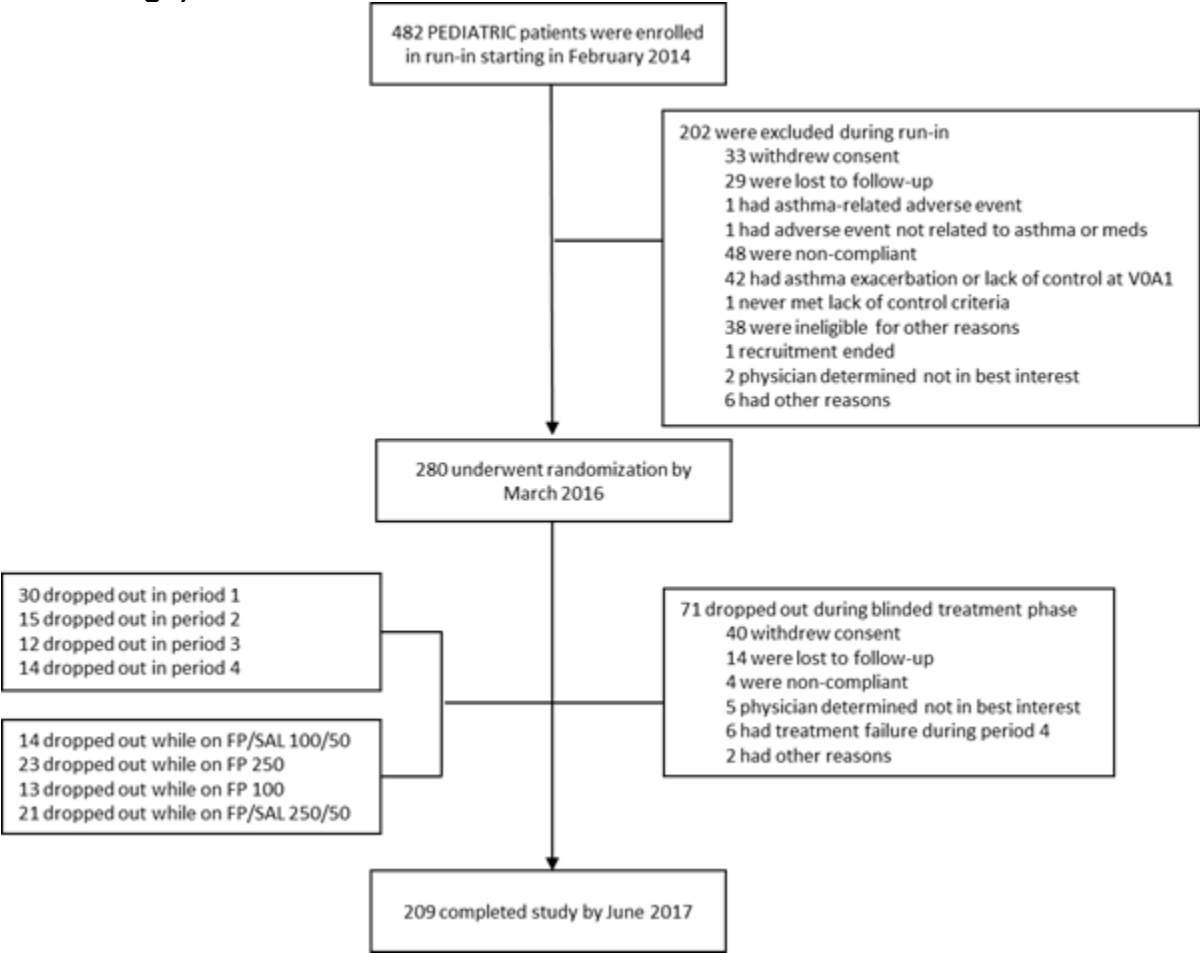 482 PEDIATRIC patients were enrolled
in run-in starting in February 2014
202 were excluded during run-in
33 withdrew consent
29 were lost to follow-up
1 had asthma-related adverse event
1 had adverse event not related to asthma or meds
48 were non-compliant
42 had asthma exacerbation or lack of control at V0A1
1 never met lack of control criteria
38 were ineligible for other reasons
1 recruitment ended
2 physician determined not in best interest
6 had other reasons
280 underwent randomization by
March 2016
30 dropped out in period 1
15 dropped out in period 2
12 dropped out in period 3
14 dropped out in period 4
14 dropped out while on FP/SAL 100/50
23 dropped out while on FP 250
13 dropped out while on FP 100
21 dropped out while on FP/SAL 250/50
71 dropped out during blinded treatment phase
40 withdrew consent
14 were lost to follow-up
4 were non-compliant
5 physician determined not in best interest
6 had treatment failure during period 4
2 had other reasons
209 completed study by June 2017